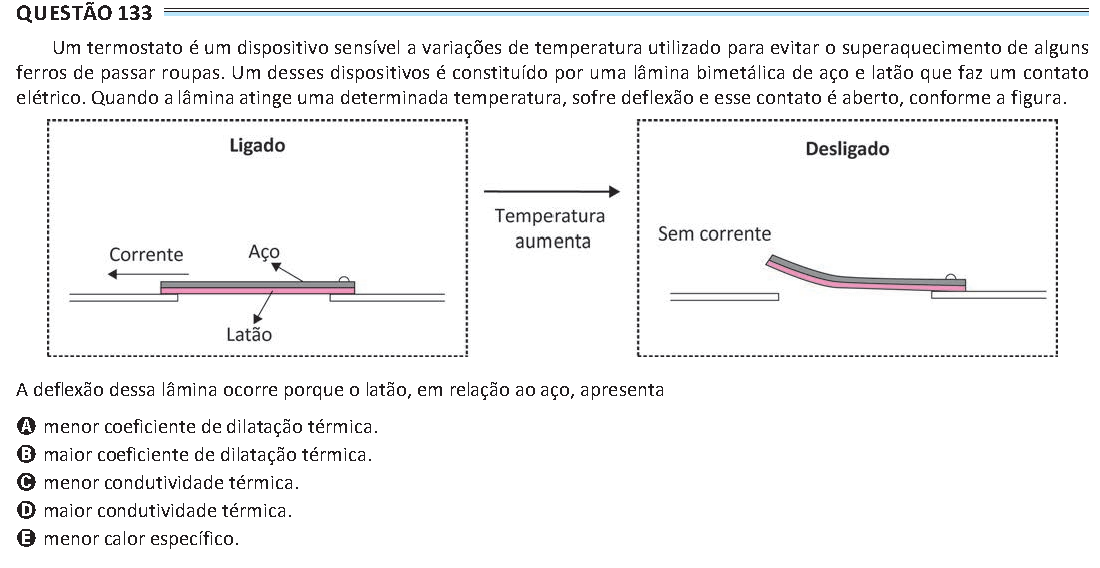 QUESTÃO 133
Um termostato é um dispositivo sensível a variações de temperatura utilizado para evitar o superaquecimento de alguns
ferros de passar roupas. Um desses dispositivos é constituído por uma lâmina bimetálica de aço e latão que faz um contato
elétrico. Quando a lâmina atinge uma determinada temperatura, sofre deflexão e esse contato é aberto, conforme a figura.
Ligado
Desligado
Temperatura
aumenta
Sem corrente
Corrente
Aço
Latão
A deflexão dessa lâmina ocorre porque o latão, em relação ao aço, apresenta
A menor coeficiente de dilatação térmica.
B maior coeficiente de dilatação térmica.
C menor condutividade térmica.
D maior condutividade térmica.
E menor calor específico.